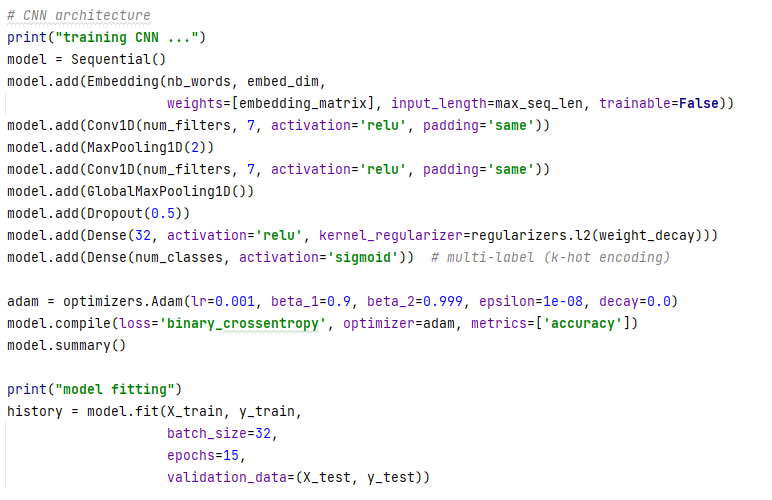 # CNN architecture
print("training CNN ...")
model = Sequential()
model.add(Embedding(nb_words, embed_dim,
                    weights=[embedding_matrix], input_length=max_seq_len, trainable=False))
model.add(Conv1D(num_filters, 7, activation='relu', padding='same'))
model.add(MaxPooling1D(2))
model.add(Conv1D(num_filters, 7, activation='relu', padding='same'))
model.add(GlobalMaxPooling1D())
model.add(Dropout(0.5))
model.add(Dense(32, activation='relu', kernel_regularizer=regularizers.l2(weight_decay)))
model.add(Dense(num_classes, activation='sigmoid'))  # multi-label (k-hot encoding)

adam = optimizers.Adam(lr=0.001, beta_1=0.9, beta_2=0.999, epsilon=1e-08, decay=0.0)
model.compile(loss='binary_crossentropy', optimizer=adam, metrics=['accuracy'])
model.summary()

print("model fitting")
history = model.fit(X_train, y_train,
                    batch_size=32,
                    epochs=15,
                    validation_data=(X_test, y_test))